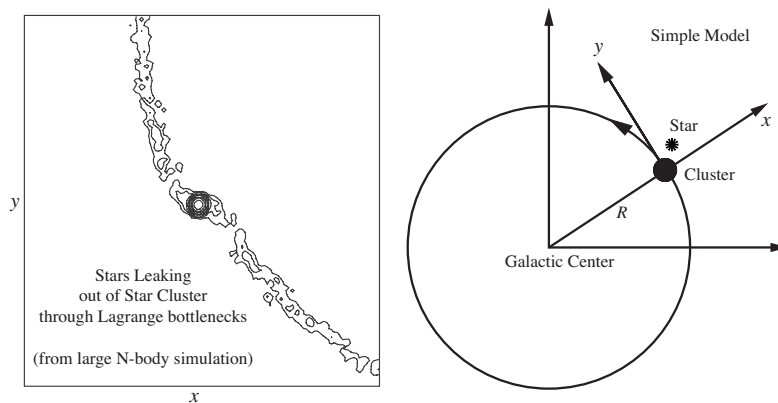 y
Stars Leaking
out of Star Cluster
through Lagrange bottlenecks
(from large N-body simulation)
x
Simple Model
y
x
Star
Cluster
R
Galactic Center